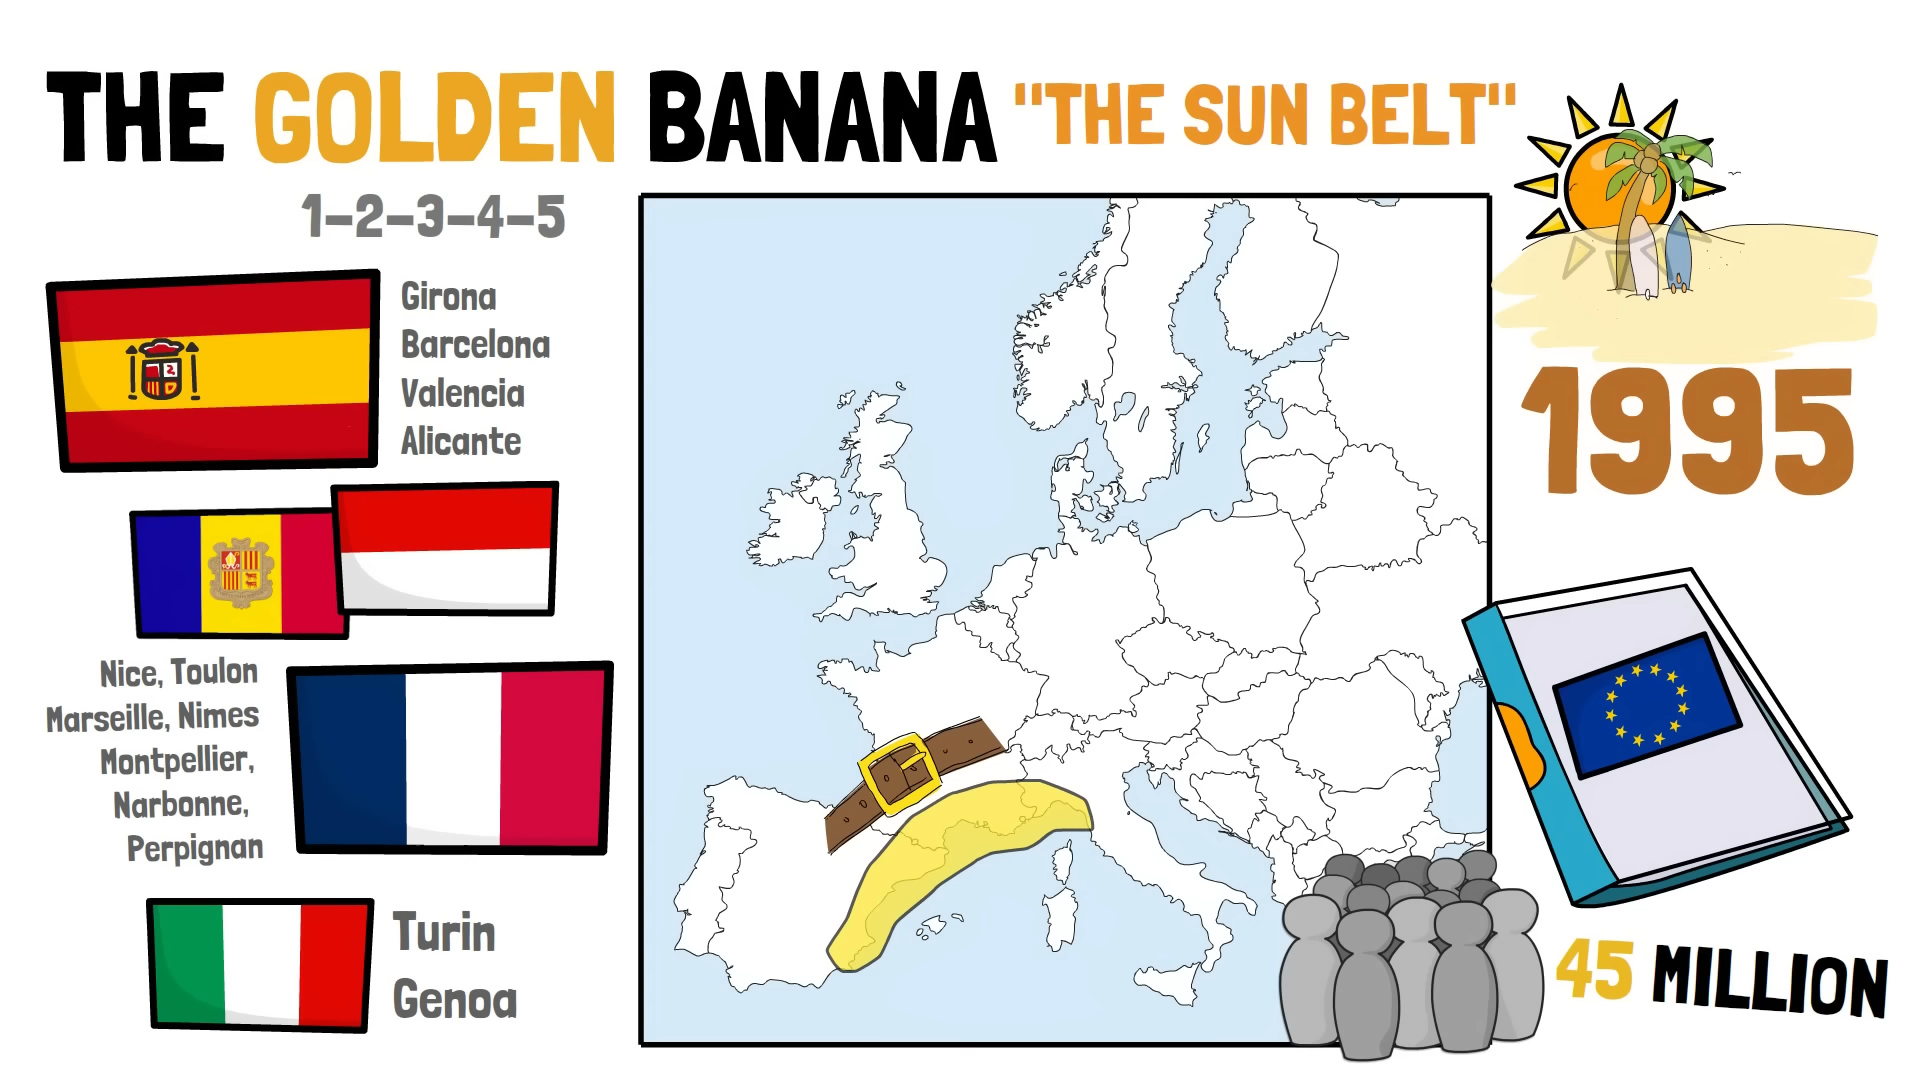 THE GOLDEN BANANA "THE SUN BELT"
1-2-3-4-5
Girona
Barcelona
Valencia
Alicante
Nice, Toulon
Marseille, Nimes
Montpellier,
Narbonne,
Perpignan
Turin
Genoa
1995
45 MILLION